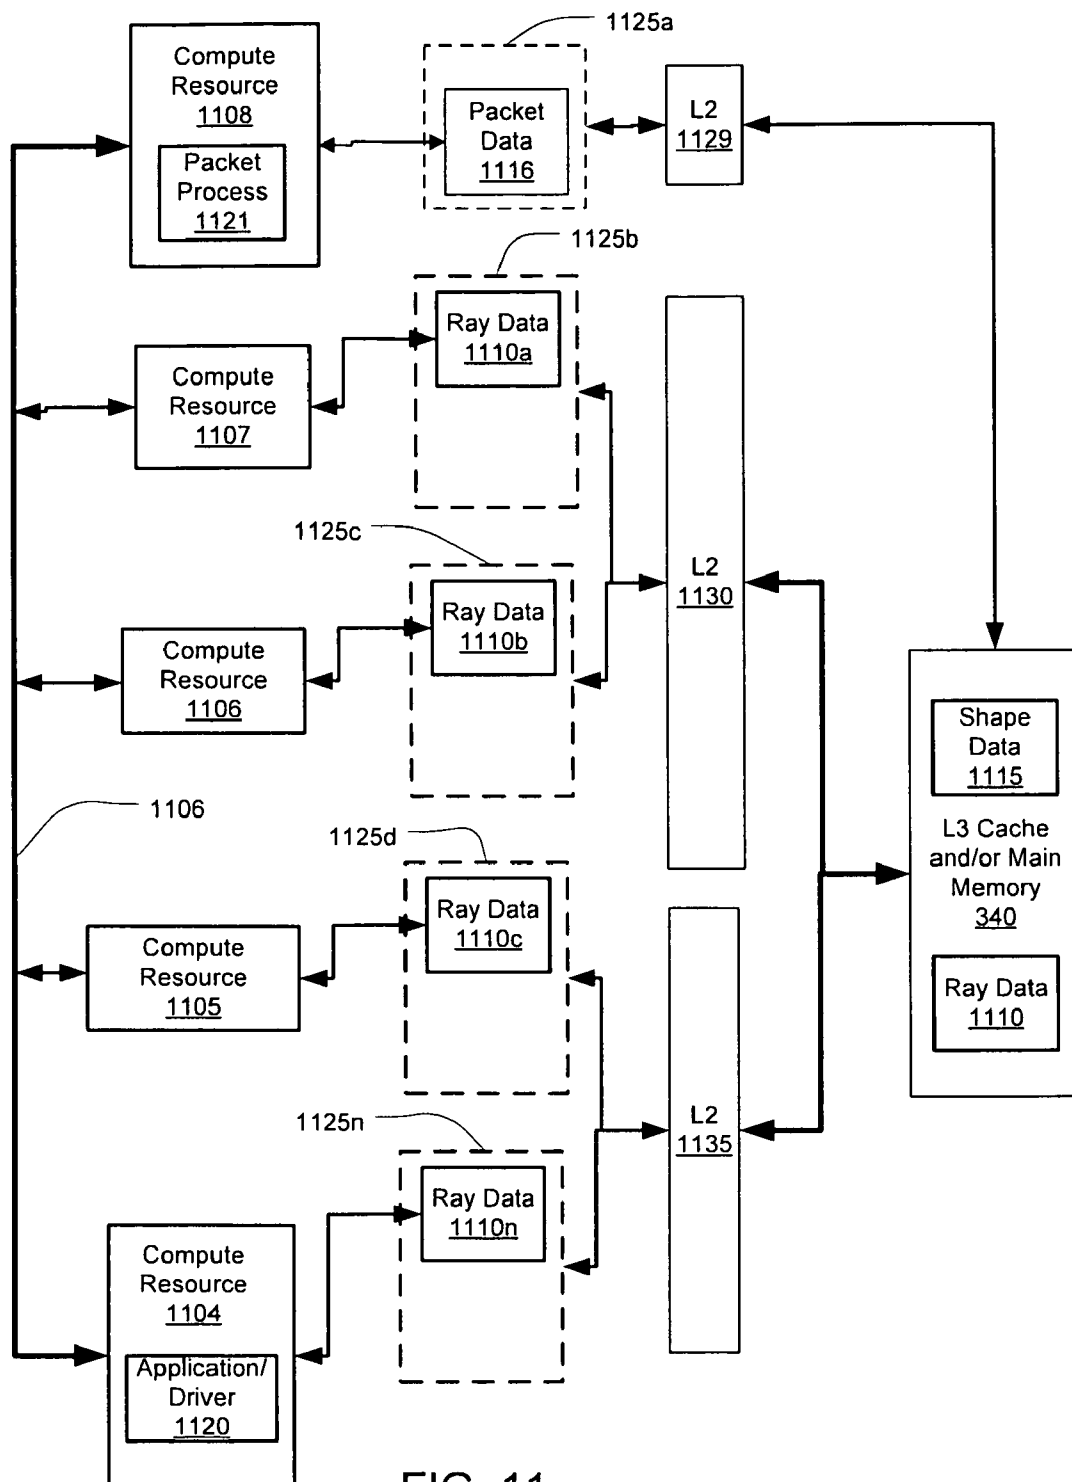 1125a
Compute
Resource
1108
Packet
Process
1121
Packet
Data
1116
L2
1129
1125b
Ray Data
1110a
Compute
Resource
1107
1125c
Ray Data
1110b
L2
1130
Compute
Resource
1106
Shape
Data
1115
L3 Cache
and/or Main
Memory
340
Ray Data
1110
1106
1125d
Ray Data
1110c
Compute
Resource
1105
1125n
L2
1135
Ray Data
1110n
Compute
Resource
1104
Application/
Driver
1120
FIG. 11